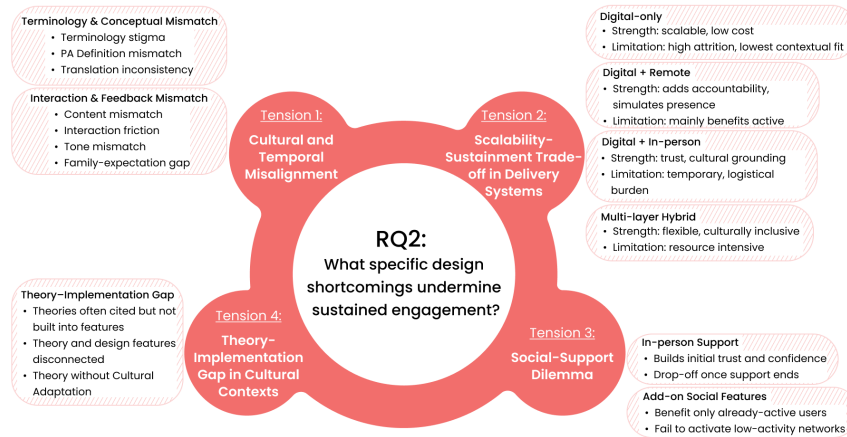 Terminology & Conceptual Mismatch
• Terminology stigma
• PA Definition mismatch
• Translation inconsistency
Interaction & Feedback Mismatch
• Content mismatch
• Interaction friction
• Tone mismatch
• Family-expectation gap
Tension 1:
Cultural and
Temporal
Misalignment
Tension 2:
Scalability-
Sustainment Trade-
off in Delivery
Systems
Digital-only
• Strength: scalable, low cost
• Limitation: high attrition, lowest contextual fit
Digital + Remote
• Strength: adds accountability,
simulates presence
• Limitation: mainly benefits active
Digital + In-person
• Strength: trust, cultural grounding
• Limitation: temporary, logistical
burden
Multi-layer Hybrid
• Strength: flexible, culturally inclusive
• Limitation: resource intensive
RQ2:
What specific design
shortcomings undermine
sustained engagement?
Theory–Implementation Gap
• Theories often cited but not
built into features
• Theory and design features
disconnected
• Theory without Cultural
Adaptation
Tension 4:
Theory-
Implementation
Gap in Cultural
Contexts
Tension 3:
Social-Support
Dilemma
In-person Support
• Builds initial trust and confidence
• Drop-off once support ends
Add-on Social Features
• Benefit only already-active users
• Fail to activate low-activity networks